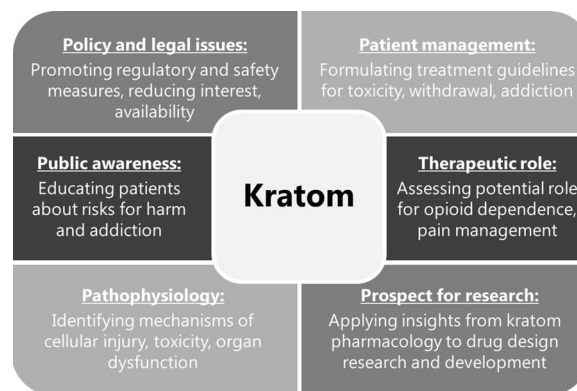 Policy and legal issues:
Promoting regulatory and safety
measures, reducing interest,
availability
Patient management:
Formulating treatment guidelines
for toxicity, withdrawal, addiction
Public awareness:
Educating patients
about risks for harm
and addiction
Kratom
Therapeutic role:
Assessing potential role
for opioid dependence,
pain management
Pathophysiology:
Identifying mechanisms of
cellular injury, toxicity, organ
dysfunction
Prospect for research:
Applying insights from kratom
pharmacology to drug design
research and development